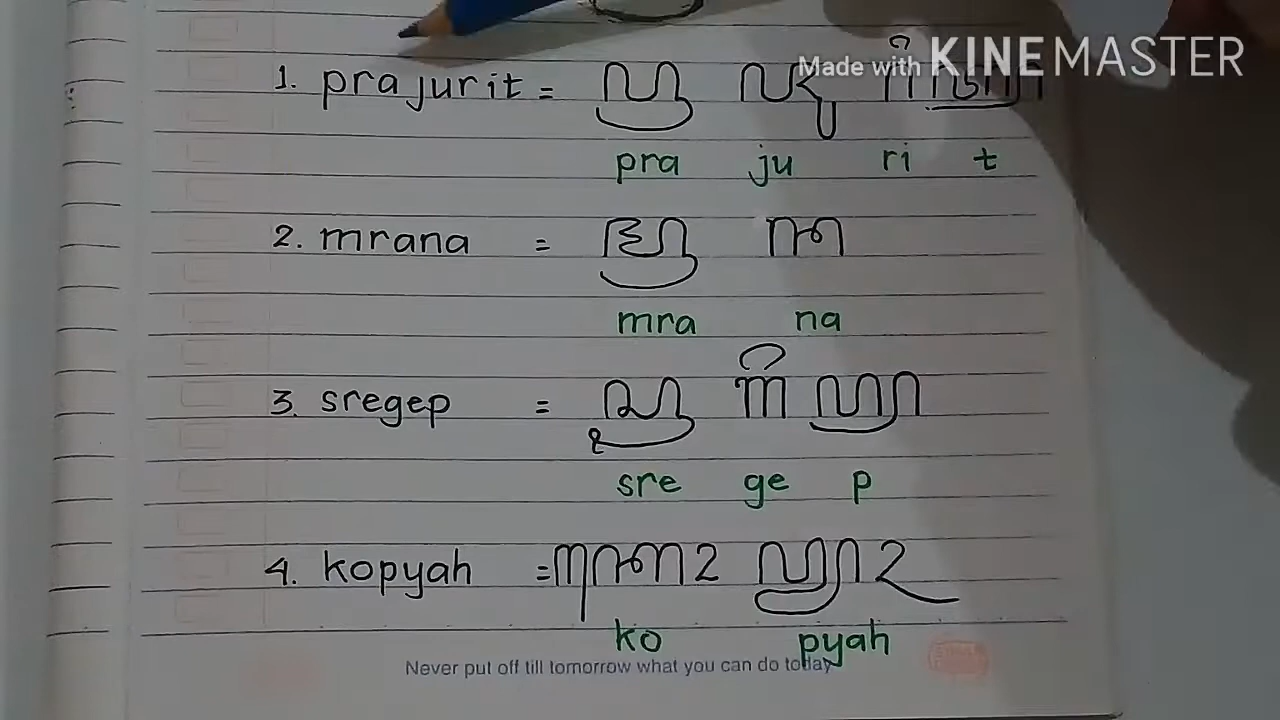 Made with KINEMASTER
1. prajurit = ꦥꦿ ꦗꦸ ꦫꦶꦠ꧀
pra ju ri t
2. mrana = ꦩꦿ ꦤ
mra na
3. sregep = ꦱꦽ ꦒꦼ ꦥ꧀
sre ge p
4. kopyah = ꦏꦺꦴ ꦥꦾꦃ
ko pyah
Never put off till tomorrow what you can do today